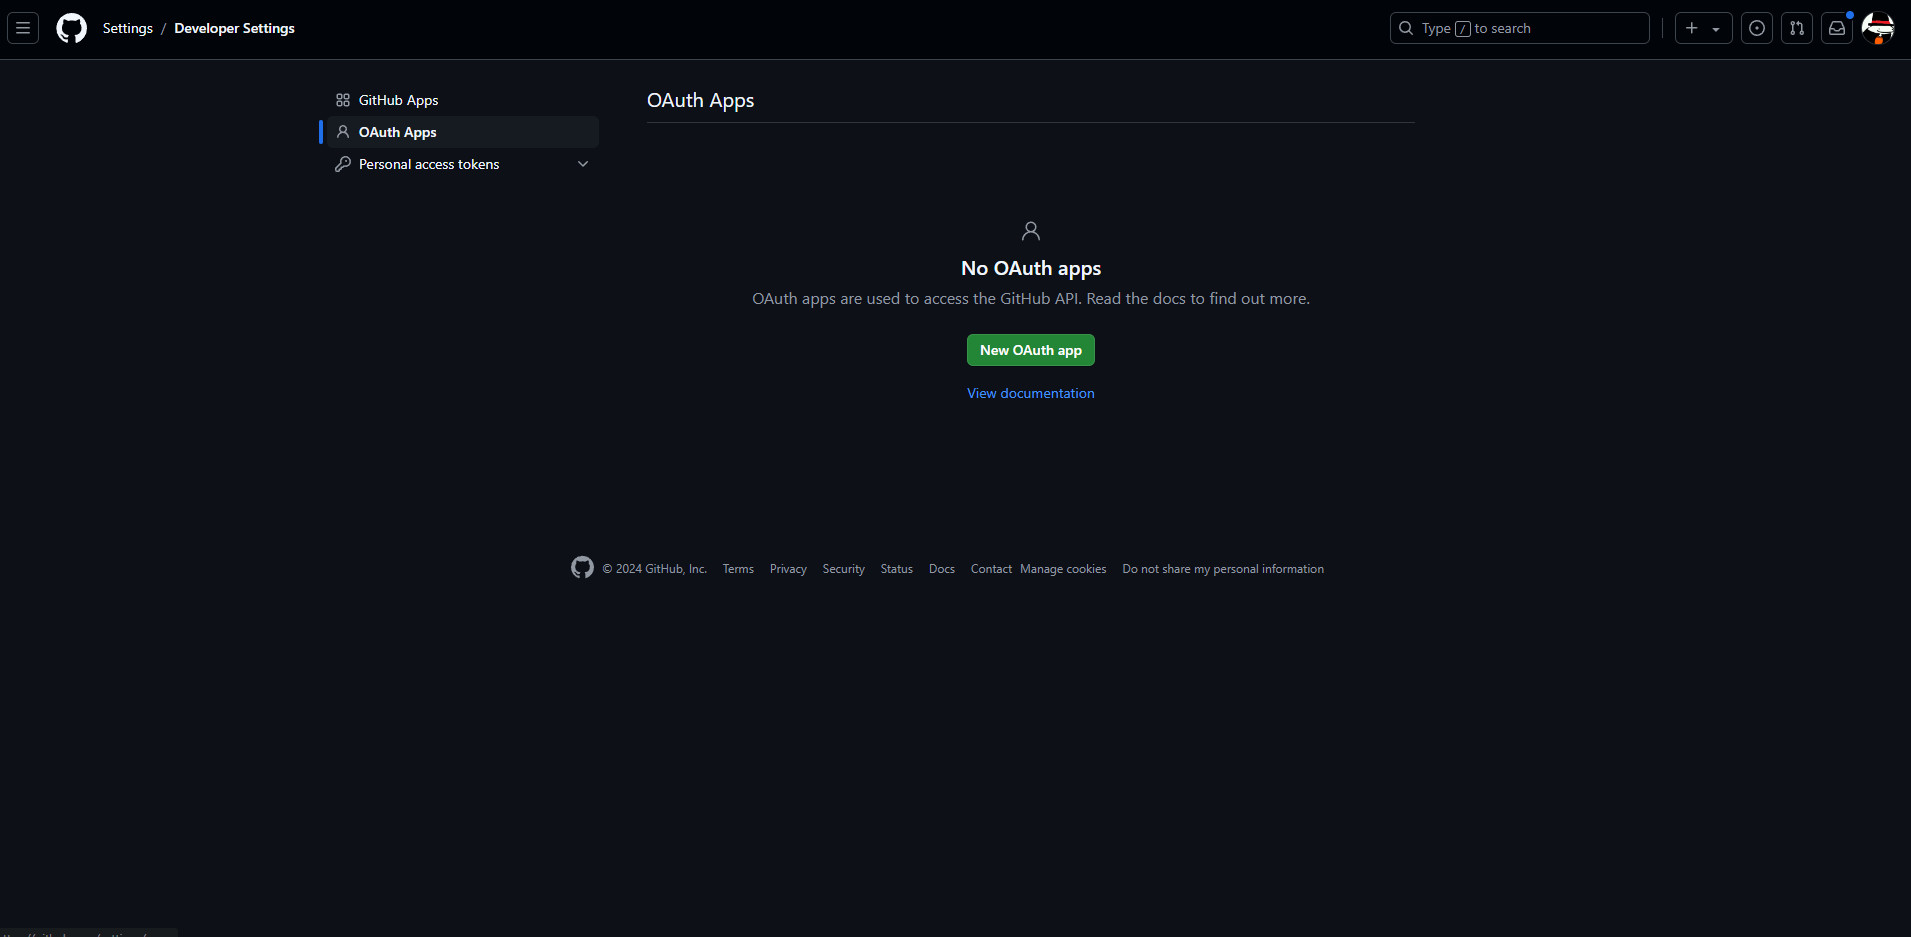 Settings / Developer Settings
Type / to search
GitHub Apps
OAuth Apps
Personal access tokens
OAuth Apps
No OAuth apps
OAuth apps are used to access the GitHub API. Read the docs to find out more.
New OAuth app
View documentation
© 2024 GitHub, Inc. Terms Privacy Security Status Docs Contact Manage cookies Do not share my personal information